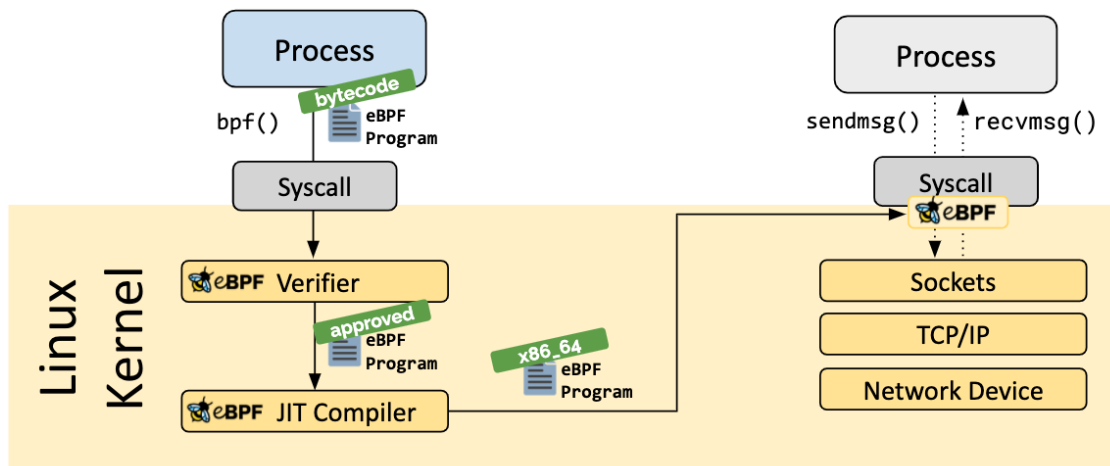 Process
bytecode
bpf()
eBPF
Program
Syscall
Linux
Kernel
eBPF Verifier
approved
eBPF
Program
eBPF JIT Compiler
x86_64
eBPF
Program
Process
sendmsg()
recvmsg()
Syscall
eBPF
Sockets
TCP/IP
Network Device